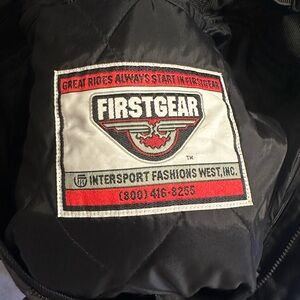 GREAT RIDES ALWAYS START IN FIRSTGEAR
FIRSTGEAR
TM
INTERSPORT FASHIONS WEST, INC.
(800) 416-8255